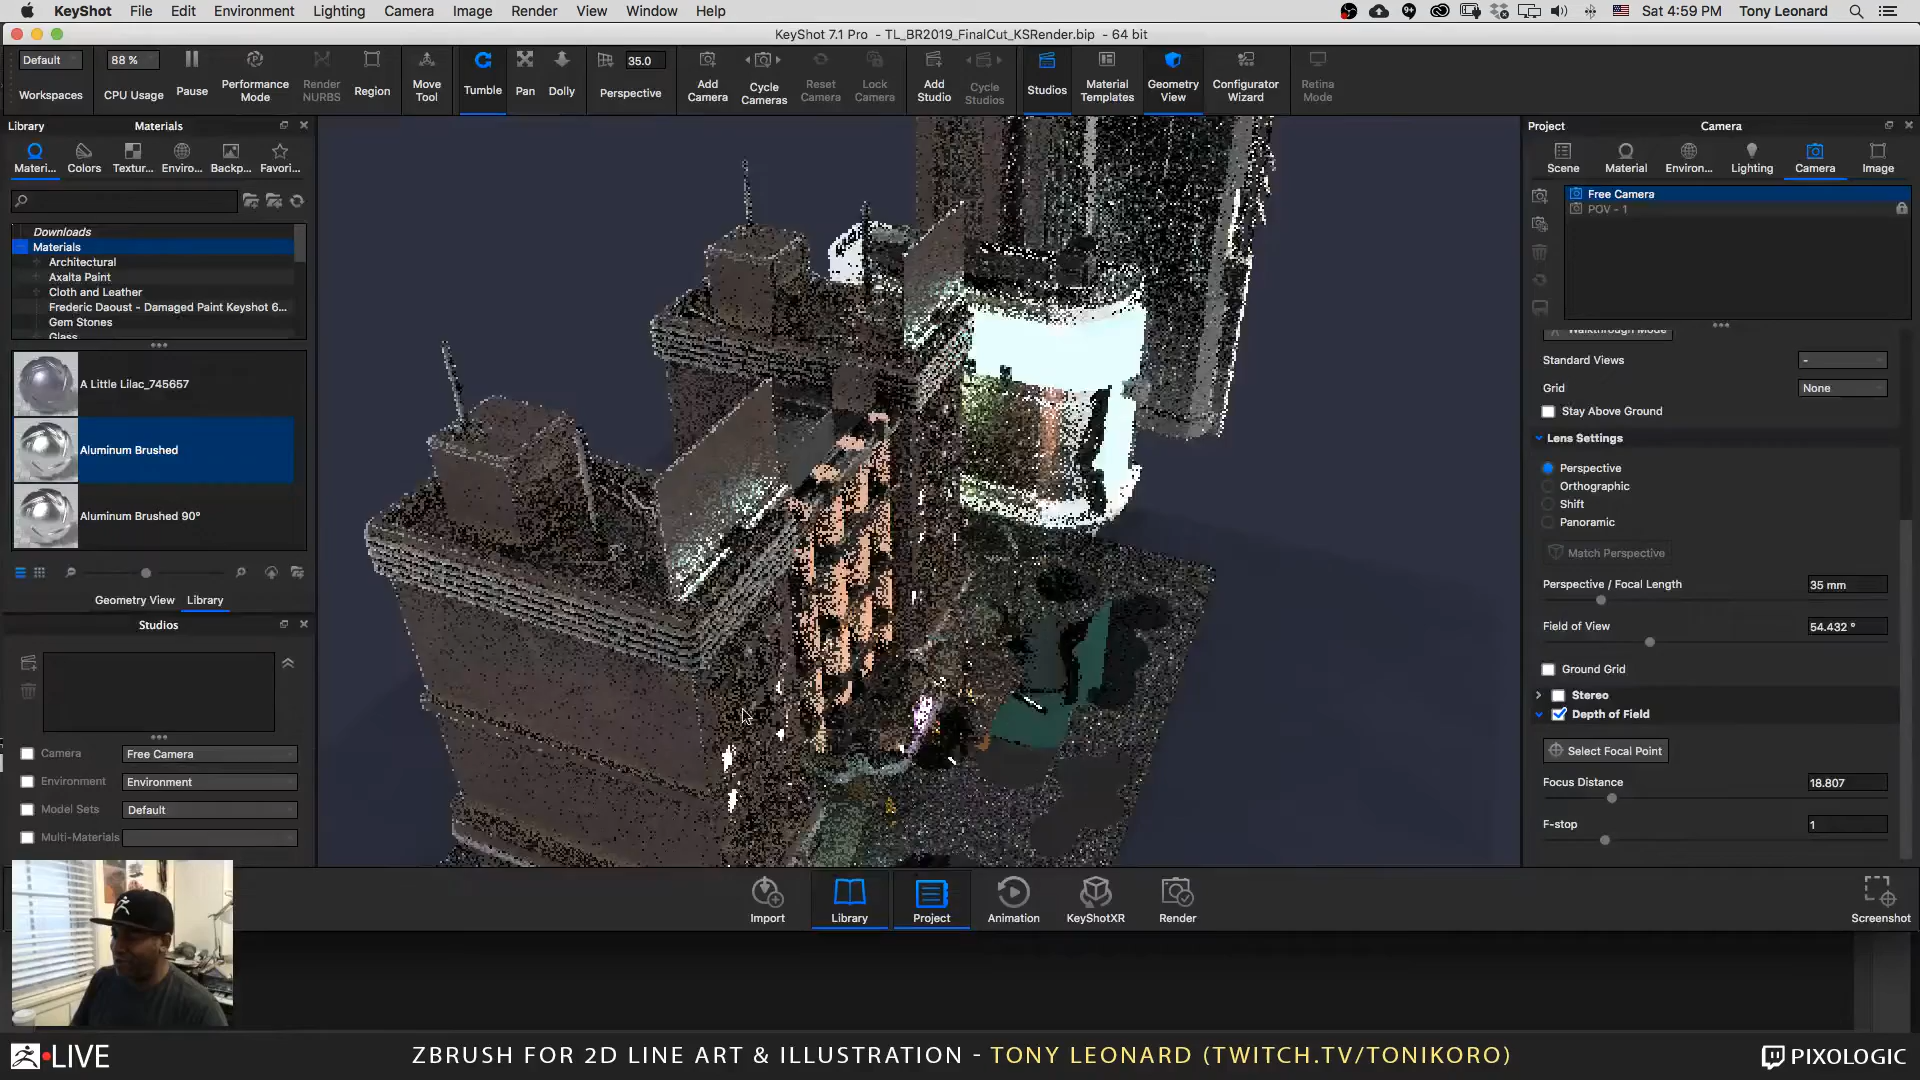 KeyShot File Edit Environment Lighting Camera Image Render View Window Help Sat 4:59 PM Tony Leonard
KeyShot 7.1 Pro - TL_BR2019_FinalCut_KSRender.bip - 64 bit
Default
Workspaces
88 %
CPU Usage
Pause
Performance Mode
Render NURBS
Region
Move Tool
Tumble
Pan
Dolly
35.0
Perspective
Add Camera
Cycle Cameras
Reset Camera
Lock Camera
Add Studio
Cycle Studios
Studios
Material Templates
Geometry View
Configurator Wizard
Retina Mode
Library Materials
Materi... Colors Textur... Enviro... Backp... Favori...
Downloads
Materials
Architectural
Axalta Paint
Cloth and Leather
Frederic Daoust - Damaged Paint Keyshot 6...
Gem Stones
Glass
A Little Lilac_745657
Aluminum Brushed
Aluminum Brushed 90°
Geometry View Library
Studios
Camera Free Camera
Environment Environment
Model Sets Default
Multi-Materials
Project Camera
Scene Material Environ... Lighting Camera Image
Free Camera
POV - 1
Walkthrough Mode
Standard Views -
Grid None
Stay Above Ground
Lens Settings
Perspective
Orthographic
Shift
Panoramic
Match Perspective
Perspective / Focal Length 35 mm
Field of View 54.432 °
Ground Grid
Stereo
Depth of Field
Select Focal Point
Focus Distance 18.807
F-stop 1
Import Library Project Animation KeyShotXR Render Screenshot
LIVE
ZBRUSH FOR 2D LINE ART & ILLUSTRATION - TONY LEONARD (TWITCH.TV/TONIKORO)
PIXOLOGIC